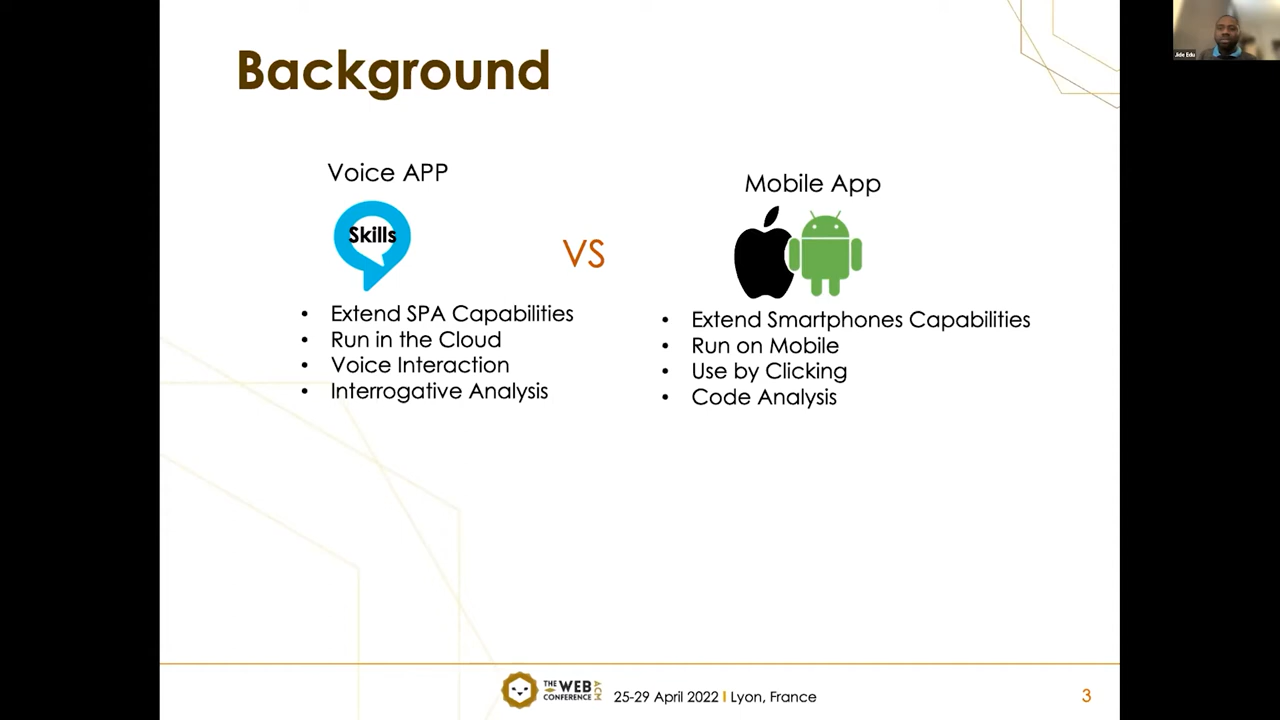 Background
Jide Edu
Voice APP
Skills
• Extend SPA Capabilities
• Run in the Cloud
• Voice Interaction
• Interrogative Analysis
VS
Mobile App
• Extend Smartphones Capabilities
• Run on Mobile
• Use by Clicking
• Code Analysis
THE WEB
CONFERENCE
ACM
25-29 April 2022 | Lyon, France
3